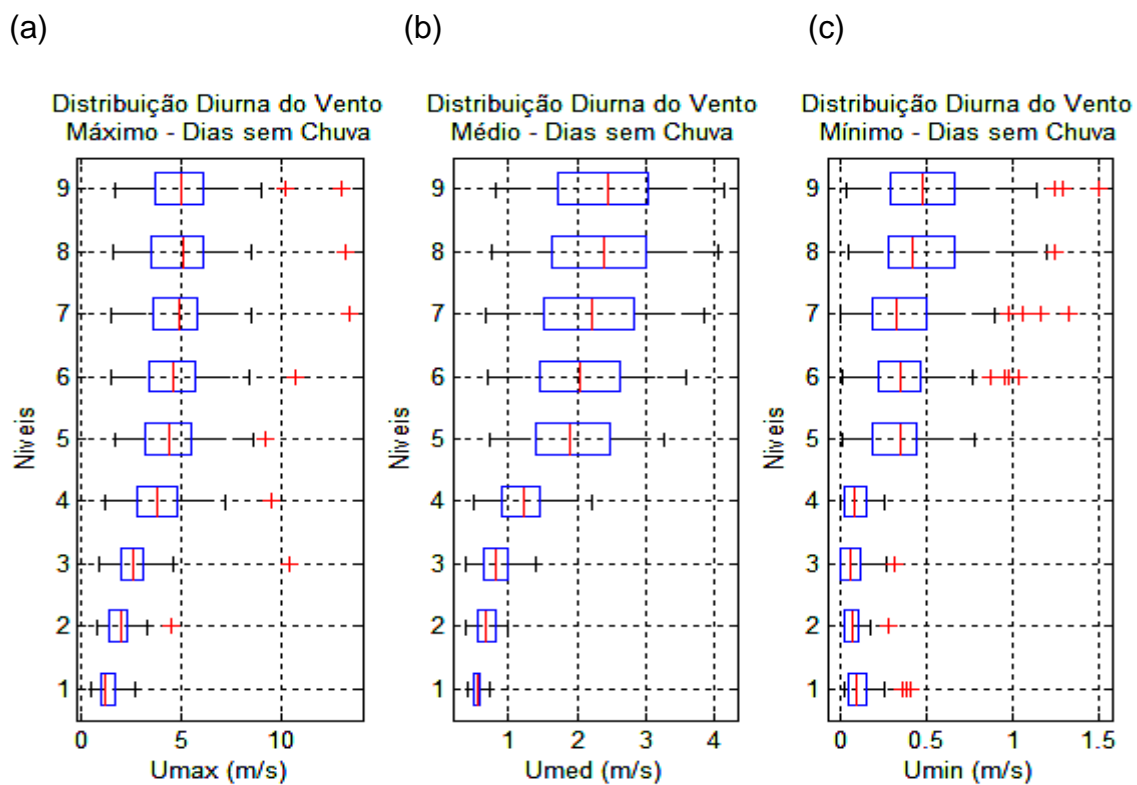 (a)
(b)
(c)
Distribuição Diurna do Vento
Máximo - Dias sem Chuva
9
8
7
6
5
4
3
2
1
Niveis
0
5
10
Umax (m/s)
Distribuição Diurna do Vento
Médio - Dias sem Chuva
9
8
7
6
5
4
3
2
1
Niveis
1
2
3
4
Umed (m/s)
Distribuição Diurna do Vento
Mínimo - Dias sem Chuva
9
8
7
6
5
4
3
2
1
Niveis
0
0.5
1
1.5
Umin (m/s)